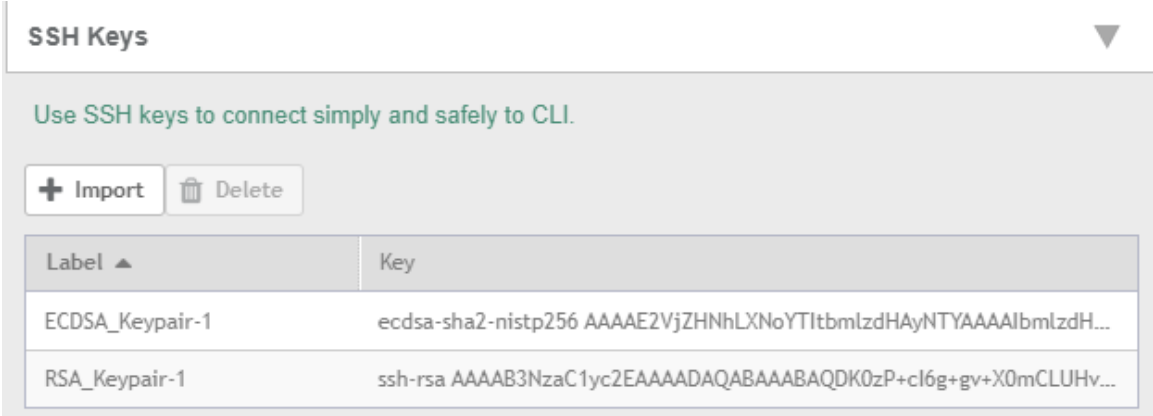 SSH Keys
Use SSH keys to connect simply and safely to CLI.
Import Delete
Label Key
ECDSA_Keypair-1 ecdsa-sha2-nistp256 AAAAE2VjZHNhLXNoYTItbmlzdHAyNTYAAAAIbmlzdH...
RSA_Keypair-1 ssh-rsa AAAAB3NzaC1yc2EAAAADAQABAAABAQDK0zP+cI6g+gv+X0mCLUHv...